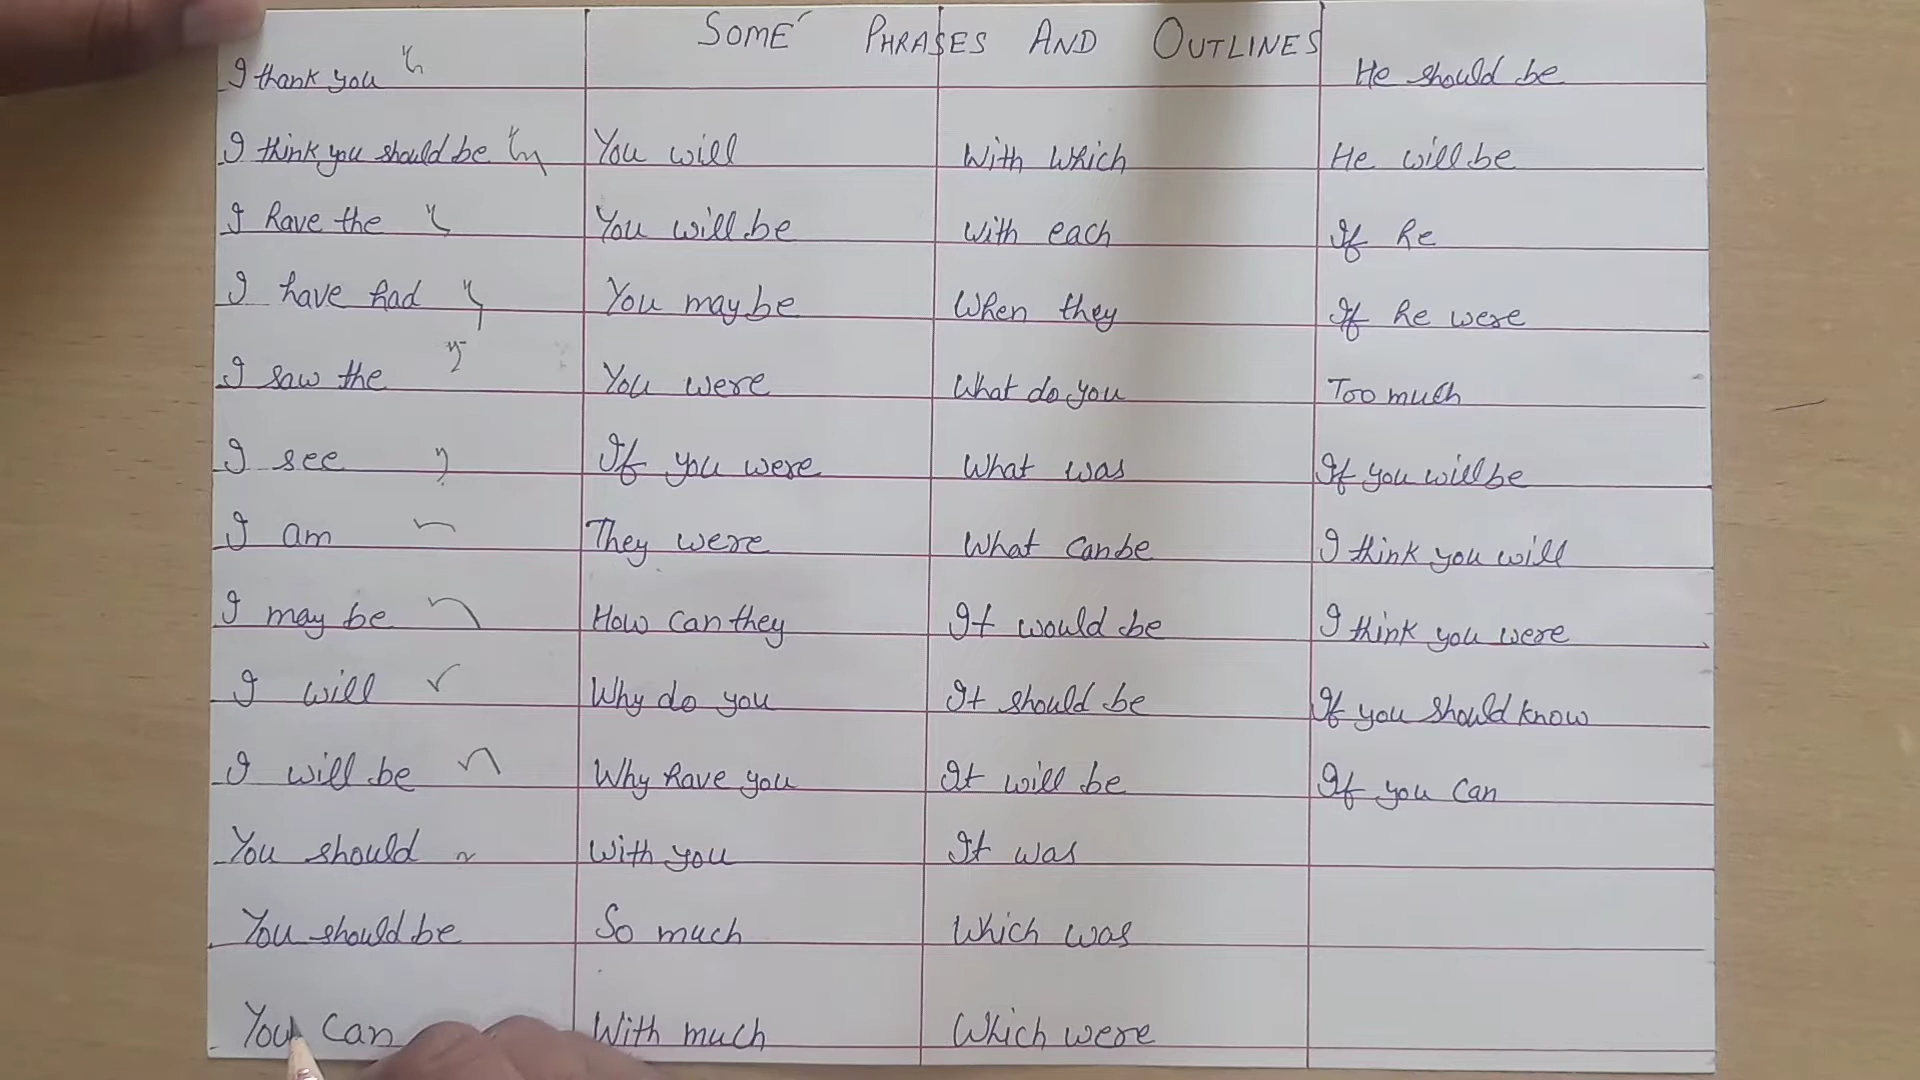 SOME PHRASES AND OUTLINES
I thank you
I think you should be
I have the
I have had
I saw the
I see
I am
I may be
I will
I will be
You should
You should be
You can
You will
You will be
You may be
You were
If you were
They were
How can they
Why do you
Why have you
With you
So much
With much
With which
With each
When they
What do you
What was
What can be
It would be
It should be
It will be
It was
Which was
Which were
He should be
He will be
If he
If he were
Too much
If you will be
I think you will
I think you were
If you should know
If you can